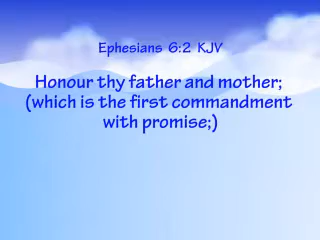 Ephesians 6:2 KJV
Honour thy father and mother;
(which is the first commandment
with promise;)